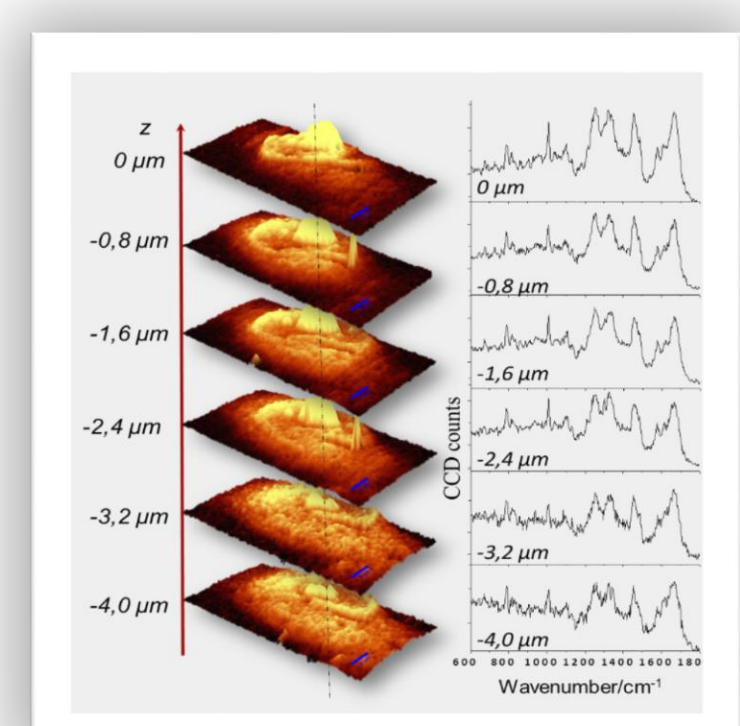 z
0 µm
-0,8 µm
-1,6 µm
-2,4 µm
-3,2 µm
-4,0 µm
CCD counts
0 µm
-0,8 µm
-1,6 µm
-2,4 µm
-3,2 µm
-4,0 µm
600 800 1000 1200 1400 1600 180
Wavenumber/cm⁻¹